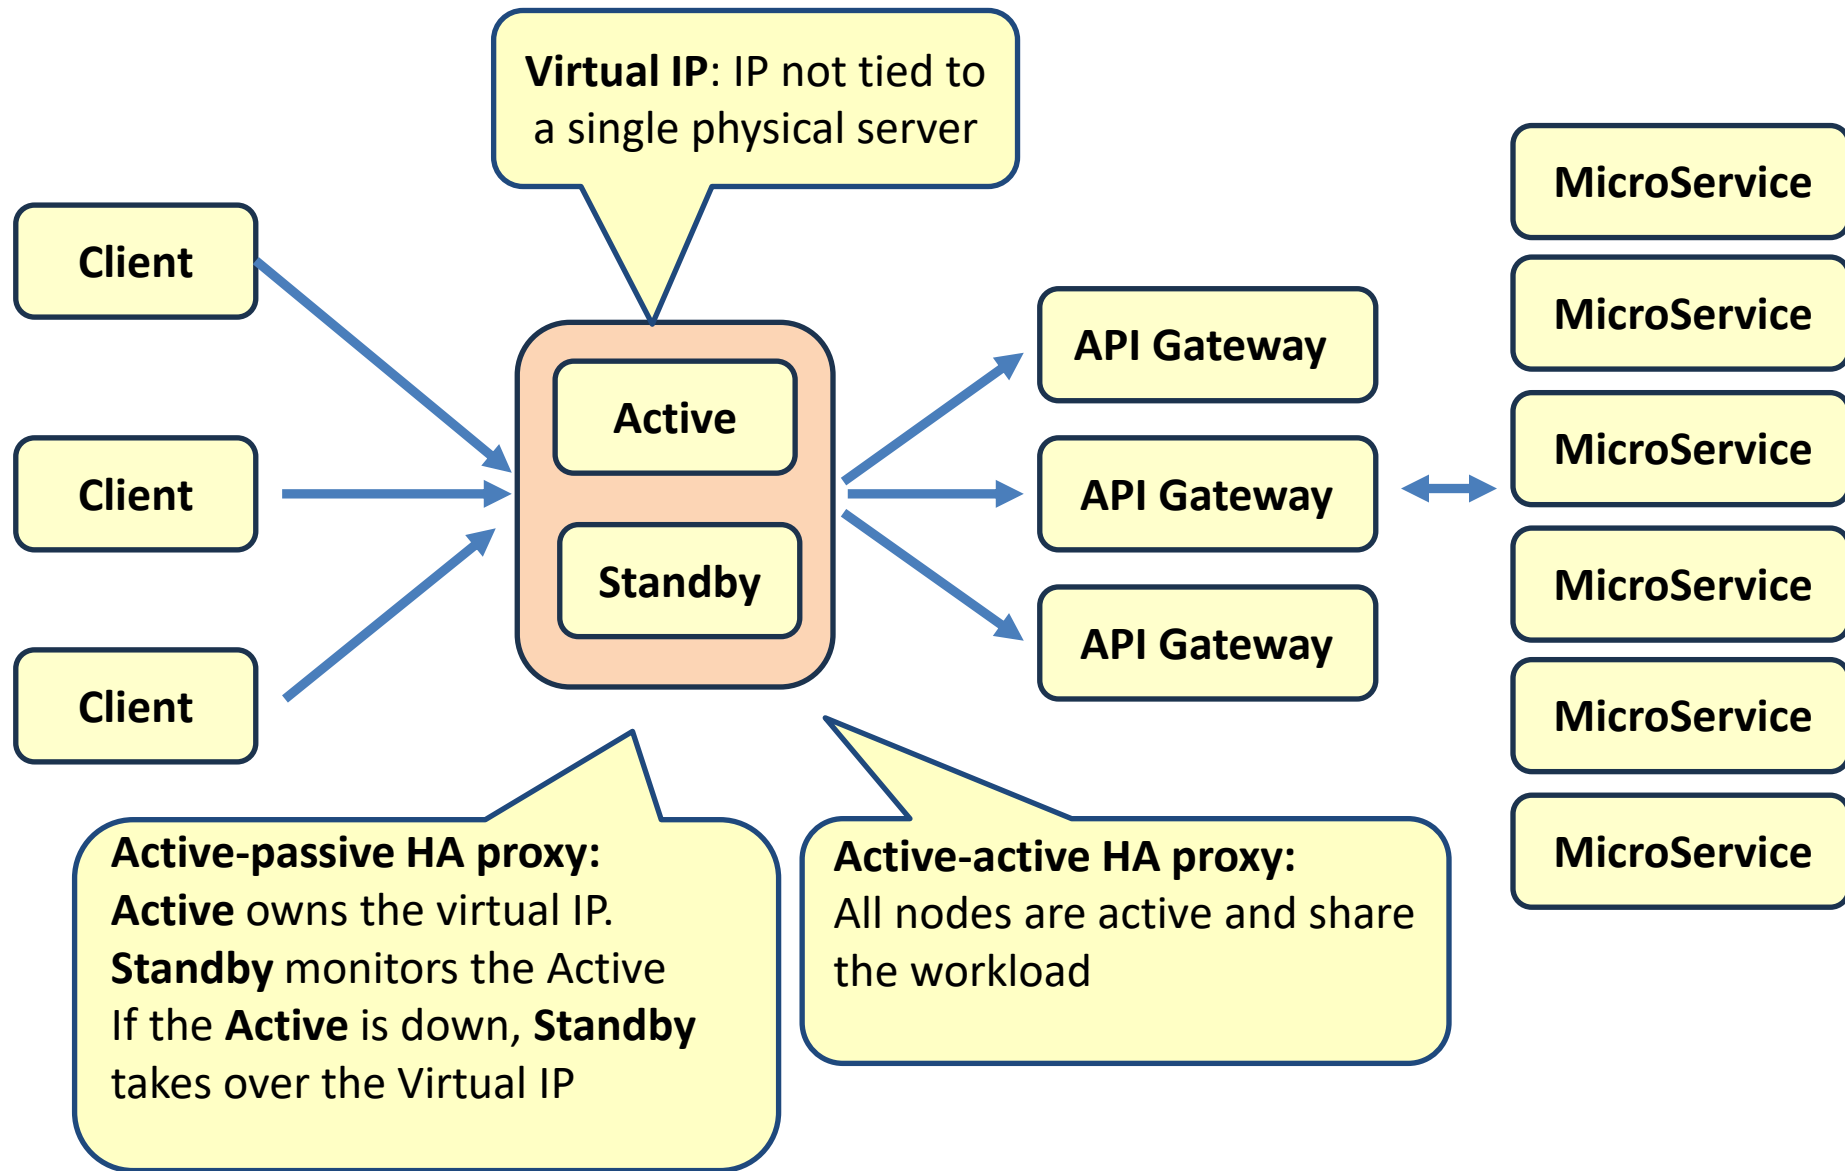 Virtual IP: IP not tied to
a single physical server
Client
Client
Client
Active
Standby
API Gateway
API Gateway
API Gateway
MicroService
MicroService
MicroService
MicroService
MicroService
MicroService
Active-passive HA proxy:
Active owns the virtual IP.
Standby monitors the Active
If the Active is down, Standby
takes over the Virtual IP
Active-active HA proxy:
All nodes are active and share
the workload